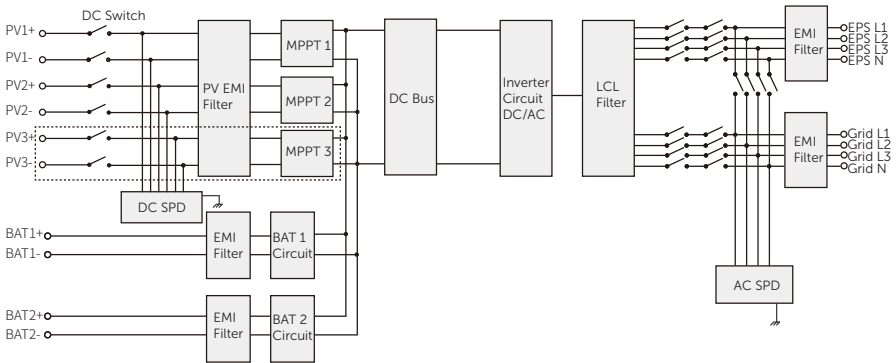 DC Switch
PV1+
PV1-
PV2+
PV2-
PV3+
PV3-
PV EMI
Filter
MPPT 1
MPPT 2
MPPT 3
DC SPD
BAT1+
BAT1-
EMI
Filter
BAT 1
Circuit
BAT2+
BAT2-
EMI
Filter
BAT 2
Circuit
DC Bus
Inverter
Circuit
DC/AC
LCL
Filter
EMI
Filter
EPS L1
EPS L2
EPS L3
EPS N
EMI
Filter
Grid L1
Grid L2
Grid L3
Grid N
AC SPD